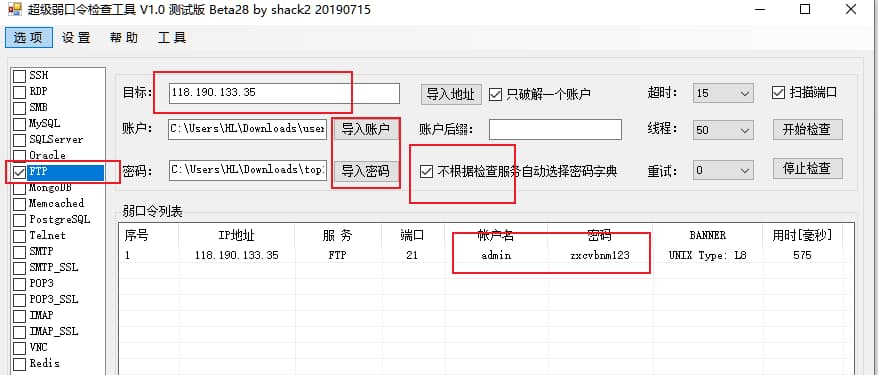 超级弱口令检查工具 V1.0 测试版 Beta28 by shack2 20190715
选项 设置 帮助 工具
SSH
RDP
SMB
MySQL
SQLServer
Oracle
FTP
MongoDB
Memcached
PostgreSQL
Telnet
SMTP
SMTP_SSL
POP3
POP3_SSL
IMAP
IMAP_SSL
VNC
Redis
目标: 118.190.133.35 导入地址 只破解一个账户 超时: 15 扫描端口
账户: C:\Users\HL\Downloads\user 导入账户 账户后缀: 线程: 50 开始检查
密码: C:\Users\HL\Downloads\top 导入密码 不根据检查服务自动选择密码字典 重试: 0 停止检查
弱口令列表
序号 IP地址 服务 端口 帐户名 密码 BANNER 用时[毫秒]
1 118.190.133.35 FTP 21 admin zxcvbnm123 UNIX Type: L8 575